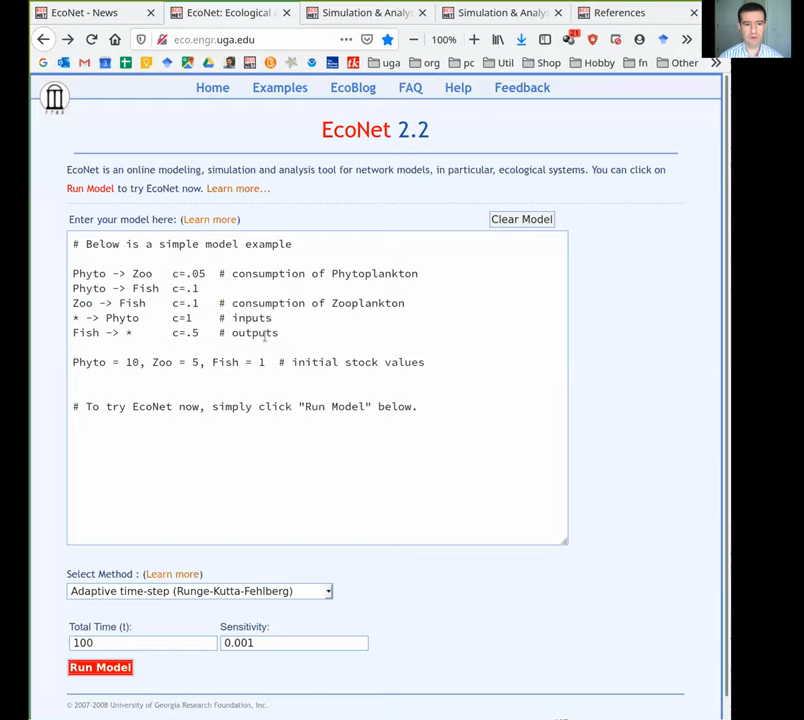 EcoNet - News
EcoNet: Ecological
Simulation & Analys
Simulation & Analys
References
eco.engr.uga.edu
100%
21
uga
org
pc
Util
Shop
Hobby
fn
Other
Home
Examples
EcoBlog
FAQ
Help
Feedback
1785
EcoNet 2.2
EcoNet is an online modeling, simulation and analysis tool for network models, in particular, ecological systems. You can click on
Run Model to try EcoNet now. Learn more...
Enter your model here: (Learn more)
Clear Model
# Below is a simple model example
Phyto -> Zoo c=.05 # consumption of Phytoplankton
Phyto -> Fish c=.1
Zoo -> Fish c=.1 # consumption of Zooplankton
* -> Phyto c=1 # inputs
Fish -> * c=.5 # outputs
Phyto = 10, Zoo = 5, Fish = 1 # initial stock values
# To try EcoNet now, simply click "Run Model" below.
Select Method : (Learn more)
Adaptive time-step (Runge-Kutta-Fehlberg)
Total Time (t):
Sensitivity:
100
0.001
Run Model
© 2007-2008 University of Georgia Research Foundation, Inc.